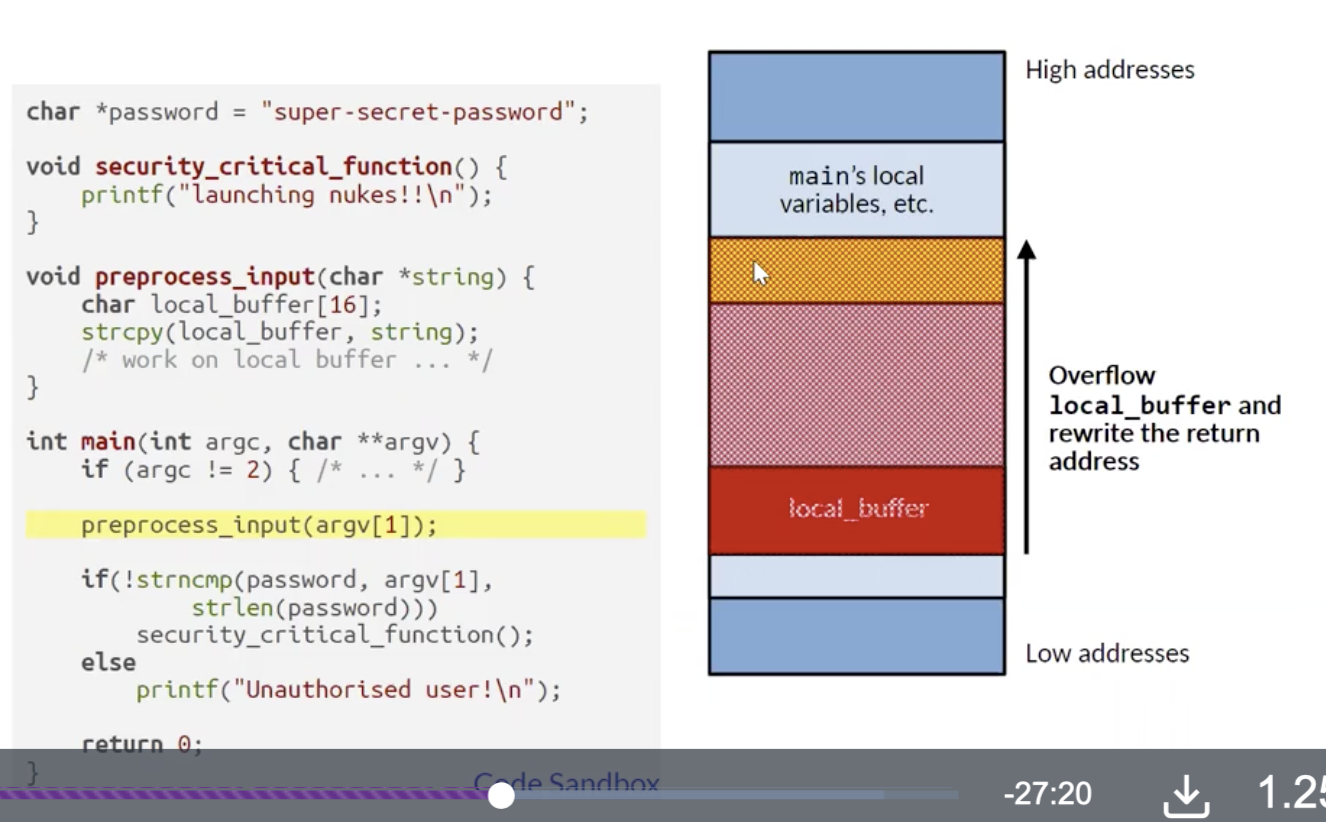 char *password = "super-secret-password";
void security_critical_function() {
printf("launching nukes!!\n");
}
void preprocess_input(char *string) {
char local_buffer[16];
strcpy(local_buffer, string);
/* work on local buffer ... */
}
int main(int argc, char **argv) {
if (argc != 2) { /* ... */ }
preprocess_input(argv[1]);
if(!strncmp(password, argv[1],
strlen(password)))
security_critical_function();
else
printf("Unauthorised user!\n");
return 0;
}
Code Sandbox
High addresses
main's local
variables, etc.
Overflow
local_buffer and
rewrite the return
address
local_buffer
Low addresses
-27:20
1.25